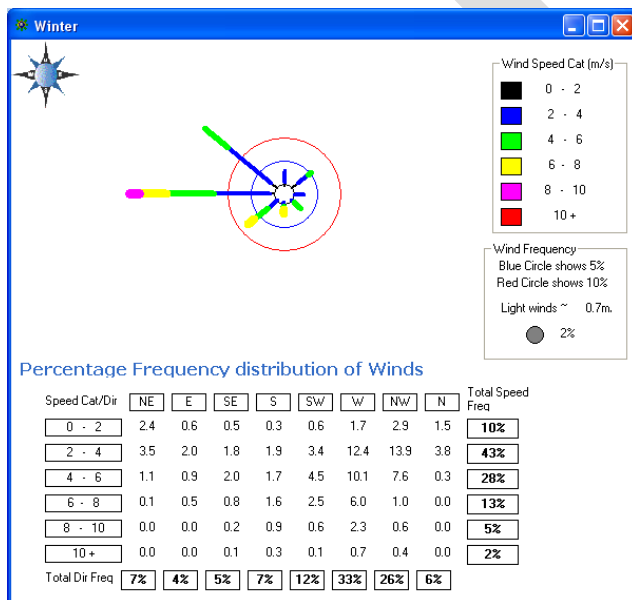 Winter
Wind Speed Cat (m/s)
0 - 2
2 - 4
4 - 6
6 - 8
8 - 10
10 +
Wind Frequency
Blue Circle shows 5%
Red Circle shows 10%
Light winds ~ 0.7m.
2%
Percentage Frequency distribution of Winds
Speed Cat/Dir NE E SE S SW W NW N Total Speed Freq
0 - 2 2.4 0.6 0.5 0.3 0.6 1.7 2.9 1.5 10%
2 - 4 3.5 2.0 1.8 1.9 3.4 12.4 13.9 3.8 43%
4 - 6 1.1 0.9 2.0 1.7 4.5 10.1 7.6 0.3 28%
6 - 8 0.1 0.5 0.8 1.6 2.5 6.0 1.0 0.0 13%
8 - 10 0.0 0.0 0.2 0.9 0.6 2.3 0.6 0.0 5%
10 + 0.0 0.0 0.1 0.3 0.1 0.7 0.4 0.0 2%
Total Dir Freq 7% 4% 5% 7% 12% 33% 26% 6%